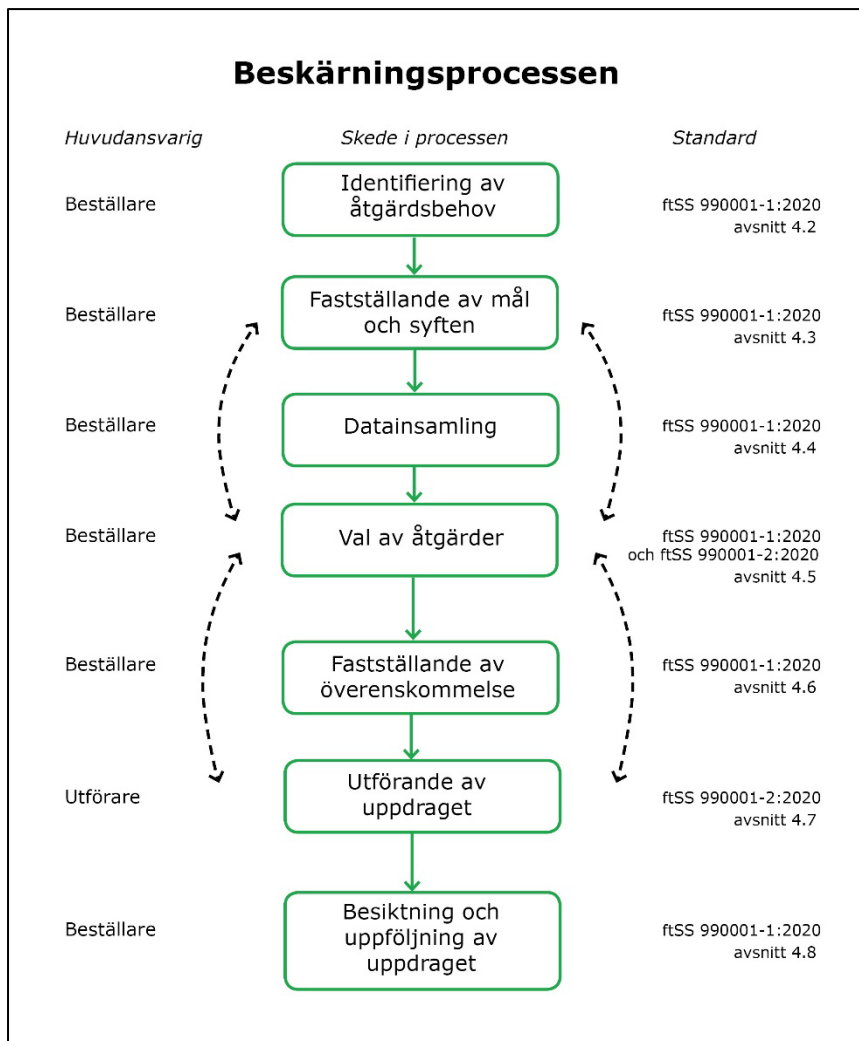 Beskärningsprocessen
Huvudansvarig Skede i processen Standard
Beställare
Identifiering av
åtgärdsbehov
ftSS 990001-1:2020
avsnitt 4.2
Beställare
Fastställande av mål
och syften
ftSS 990001-1:2020
avsnitt 4.3
Beställare
Datainsamling
ftSS 990001-1:2020
avsnitt 4.4
Beställare
Val av åtgärder
ftSS 990001-1:2020
och ftSS 990001-2:2020
avsnitt 4.5
Beställare
Fastställande av
överenskommelse
ftSS 990001-1:2020
avsnitt 4.6
Utförare
Utförande av
uppdraget
ftSS 990001-2:2020
avsnitt 4.7
Beställare
Besiktning och
uppföljning av
uppdraget
ftSS 990001-1:2020
avsnitt 4.8